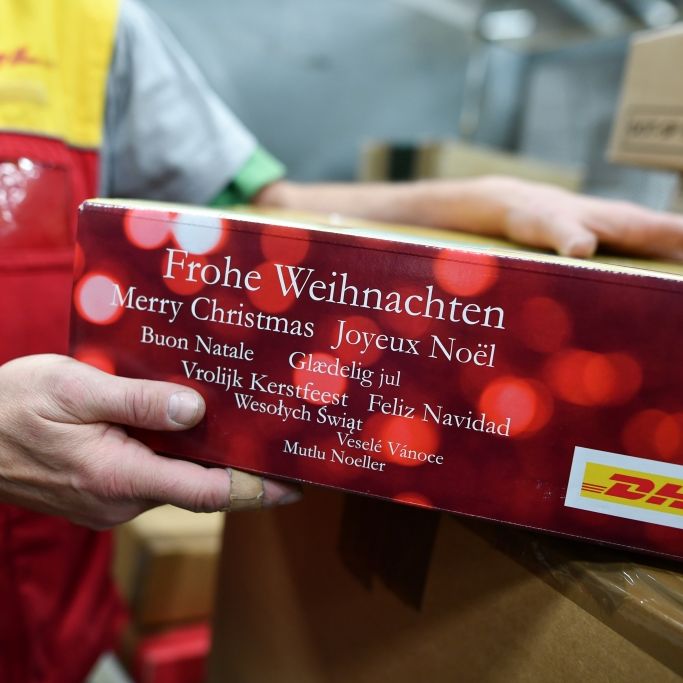 Frohe Weihnachten
Merry Christmas Joyeux Noël
Buon Natale Glædelig jul
Vrolijk Kerstfeest Feliz Navidad
Wesołych Świąt
Veselé Vánoce
Mutlu Noeller